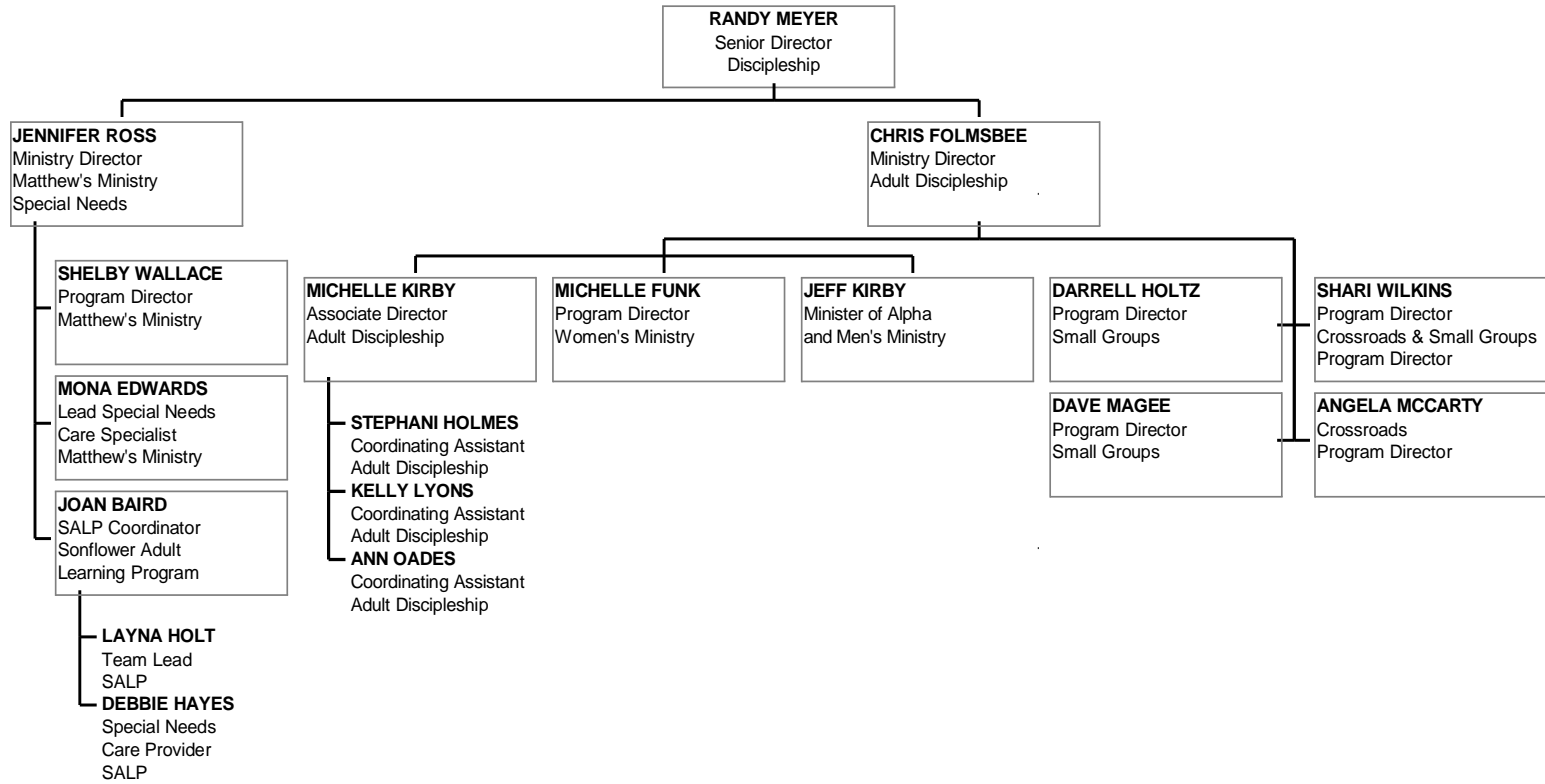 RANDY MEYER
Senior Director
Discipleship
JENNIFER ROSS
Ministry Director
Matthew's Ministry
Special Needs
CHRIS FOLMSBEE
Ministry Director
Adult Discipleship
SHELBY WALLACE
Program Director
Matthew's Ministry
MONA EDWARDS
Lead Special Needs
Care Specialist
Matthew's Ministry
JOAN BAIRD
SALP Coordinator
Sonflower Adult
Learning Program
LAYNA HOLT
Team Lead
SALP
DEBBIE HAYES
Special Needs
Care Provider
SALP
MICHELLE KIRBY
Associate Director
Adult Discipleship
STEPHANI HOLMES
Coordinating Assistant
Adult Discipleship
KELLY LYONS
Coordinating Assistant
Adult Discipleship
ANN OADES
Coordinating Assistant
Adult Discipleship
MICHELLE FUNK
Program Director
Women's Ministry
JEFF KIRBY
Minister of Alpha
and Men's Ministry
DARRELL HOLTZ
Program Director
Small Groups
SHARI WILKINS
Program Director
Crossroads & Small Groups
Program Director
DAVE MAGEE
Program Director
Small Groups
ANGELA MCCARTY
Crossroads
Program Director